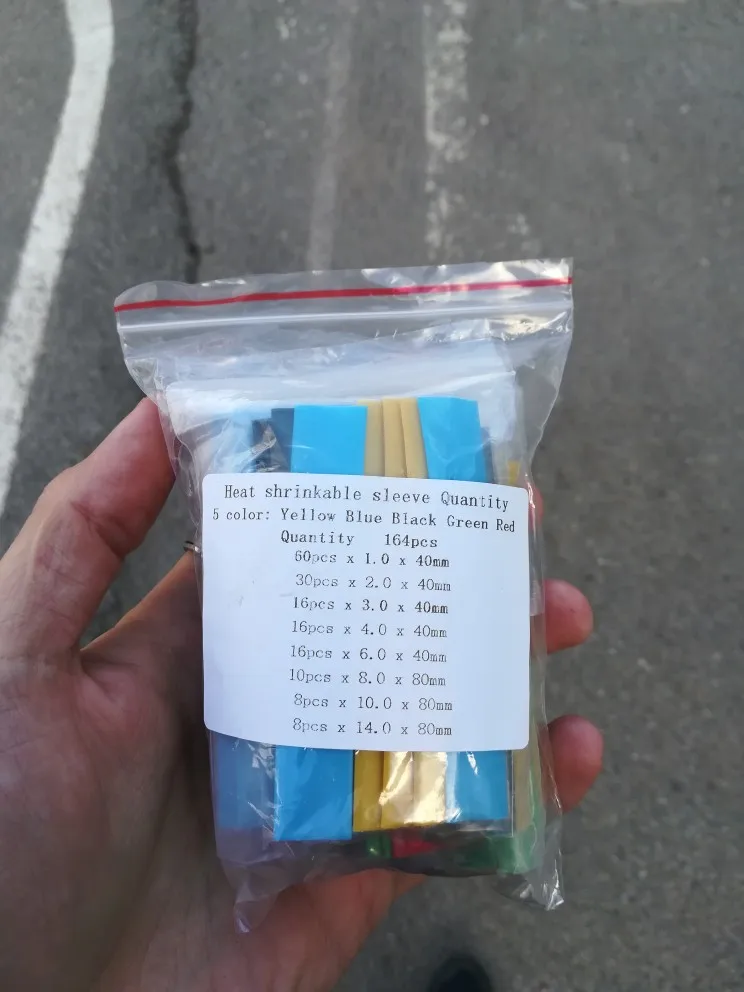 Heat shrinkable sleeve Quantity
5 color: Yellow Blue Black Green Red
Quantity 164pcs
60pcs x 1.0 x 40mm
30pcs x 2.0 x 40mm
16pcs x 3.0 x 40mm
16pcs x 4.0 x 40mm
16pcs x 6.0 x 40mm
10pcs x 8.0 x 80mm
8pcs x 10.0 x 80mm
8pcs x 14.0 x 80mm